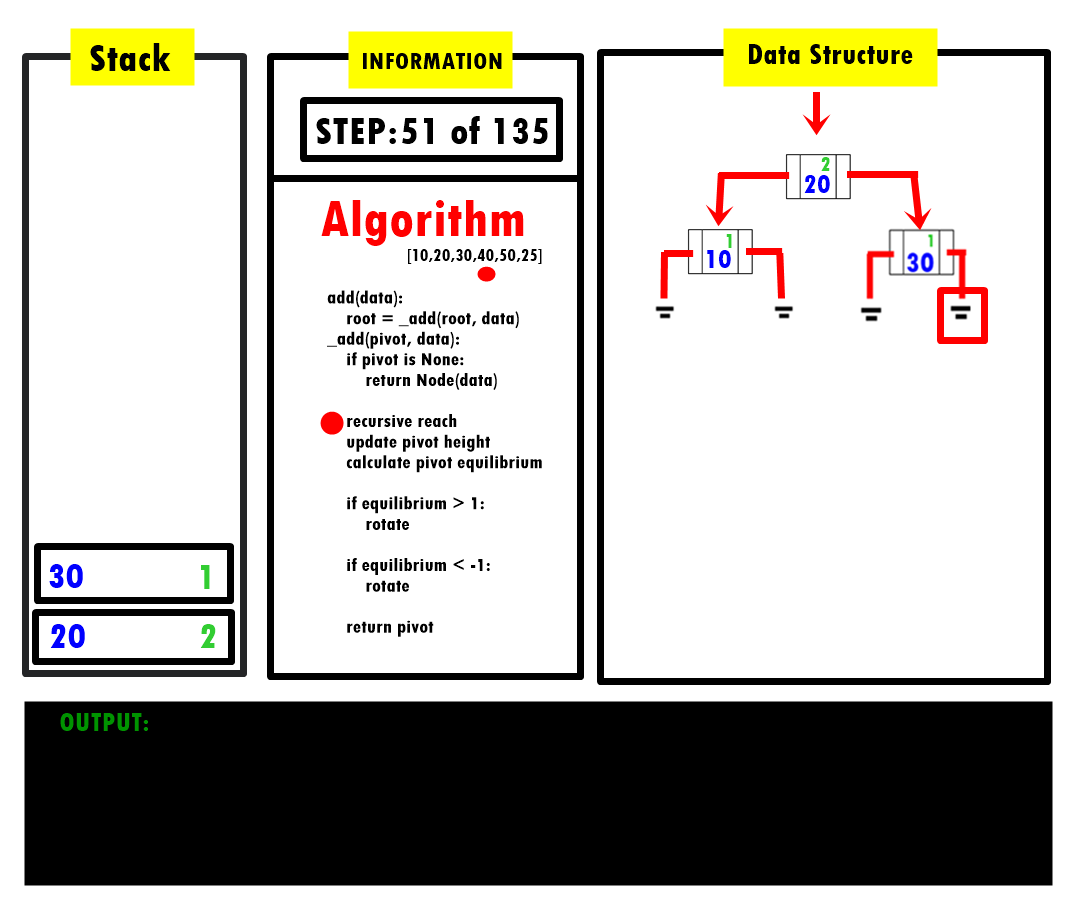 Stack
30 1
20 2
INFORMATION
STEP:51 of 135
Algorithm
[10,20,30,40,50,25]
add(data):
root = _add(root, data)
_add(pivot, data):
if pivot is None:
return Node(data)
recursive reach
update pivot height
calculate pivot equilibrium
if equilibrium > 1:
rotate
if equilibrium < -1:
rotate
return pivot
Data Structure
2
20
1
10
1
30
OUTPUT: